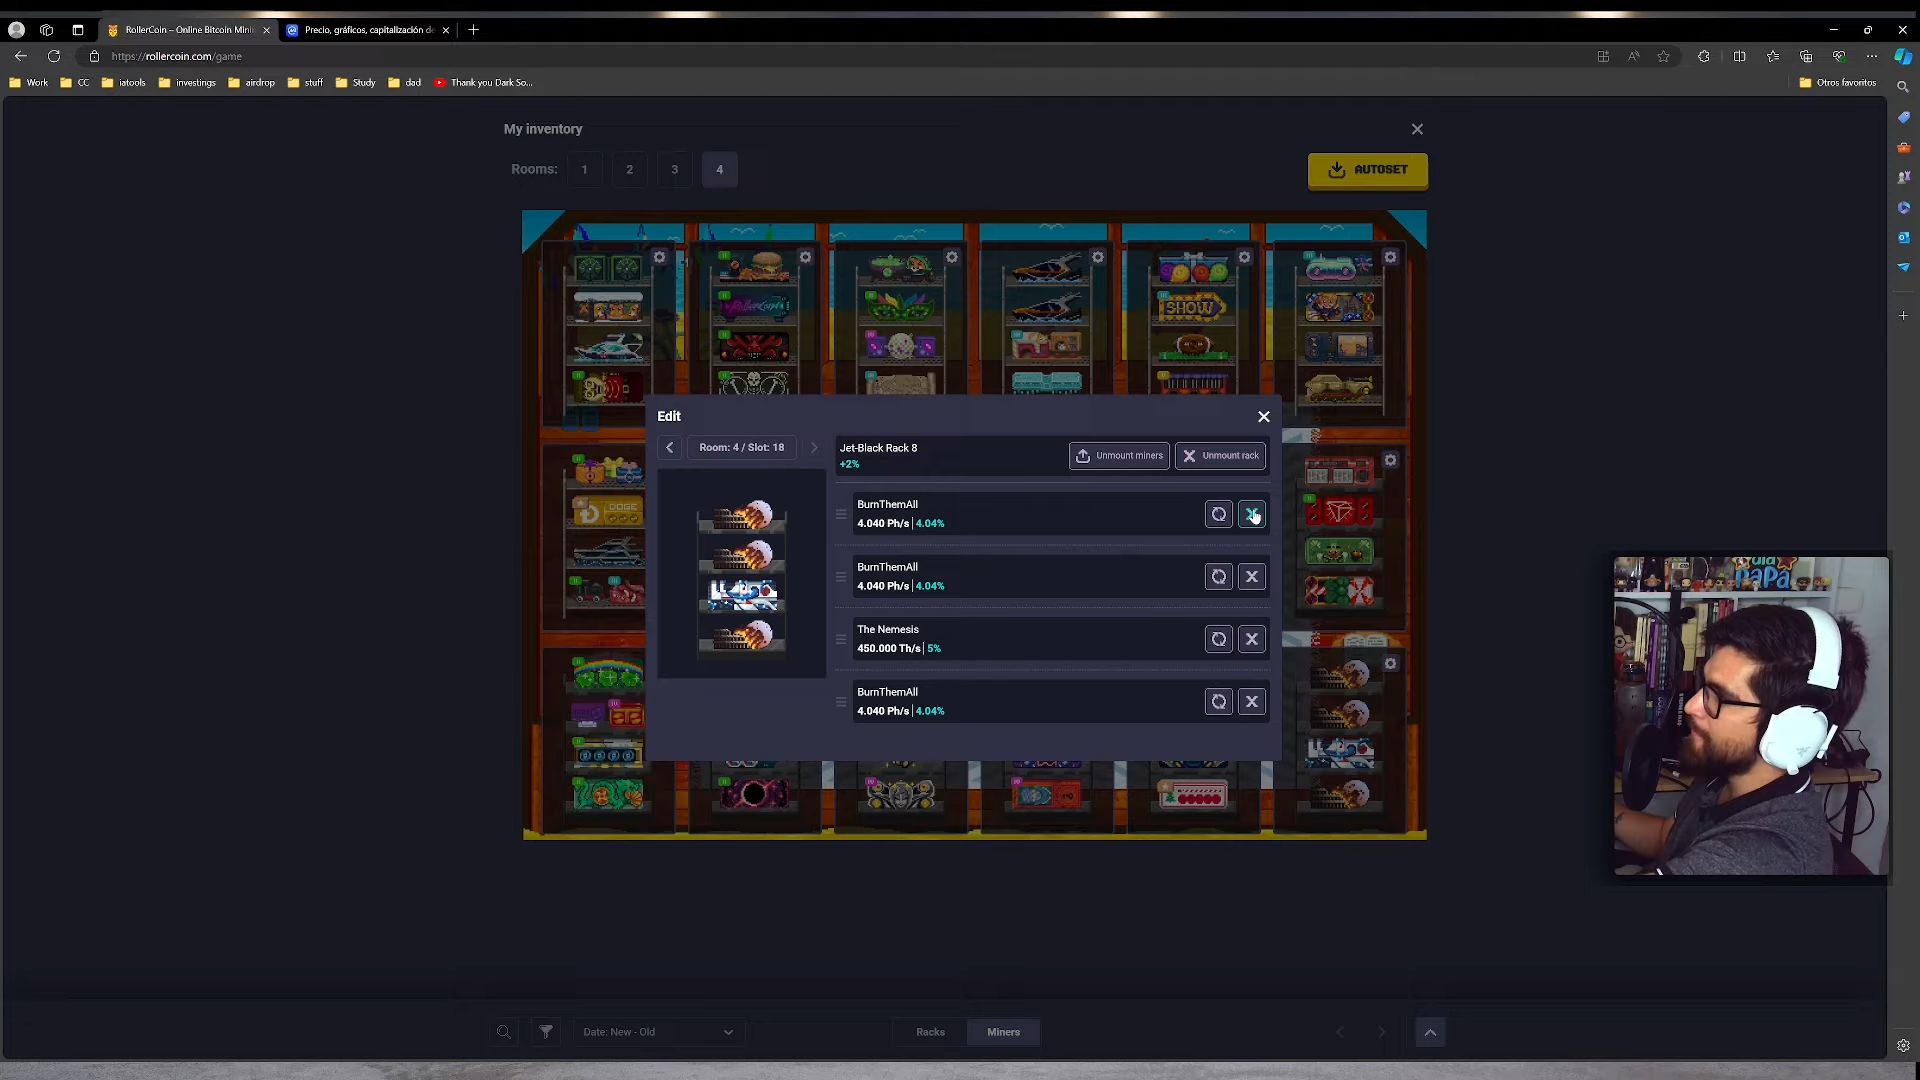 RollerCoin – Online Bitcoin Mini
Precio, gráficos, capitalización de
https://rollercoin.com/game
Work
CC
iatools
investings
airdrop
stuff
Study
dad
Thank you Dark So...
Otros favoritos
My inventory
Rooms:
1
2
3
4
AUTOSET
SHOW
DOGE
Edit
Room: 4 / Slot: 18
Jet-Black Rack 8
+2%
Unmount miners
Unmount rack
BurnThemAll
4.040 Ph/s | 4.04%
BurnThemAll
4.040 Ph/s | 4.04%
The Nemesis
450.000 Th/s | 5%
BurnThemAll
4.040 Ph/s | 4.04%
PAPA
Date: New - Old
Racks
Miners